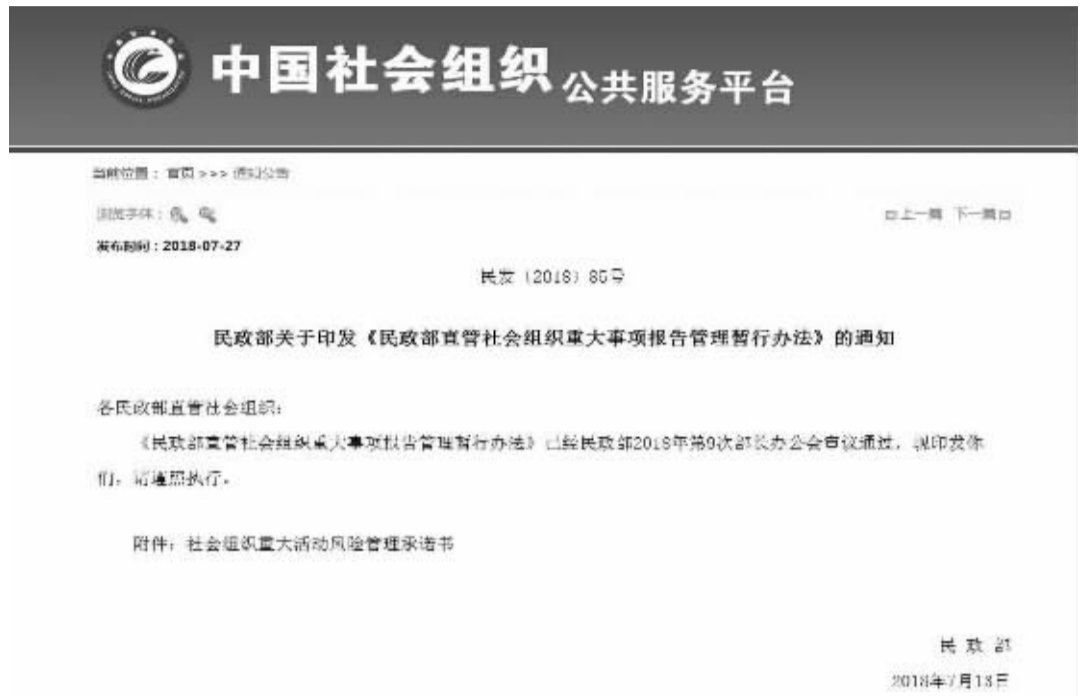 中国社会组织公共服务平台
当前位置：首页 >>> 通知公告
浏览字体：
上一篇 下一篇
发布时间：2018-07-27
民发〔2018〕85号
民政部关于印发《民政部直管社会组织重大事项报告管理暂行办法》的通知
各民政部直管社会组织：
《民政部直管社会组织重大事项报告管理暂行办法》已经民政部2018年第9次部长办公会审议通过，现印发你
们，请遵照执行。
附件：社会组织重大活动风险管理承诺书
民 政 部
2018年7月18日